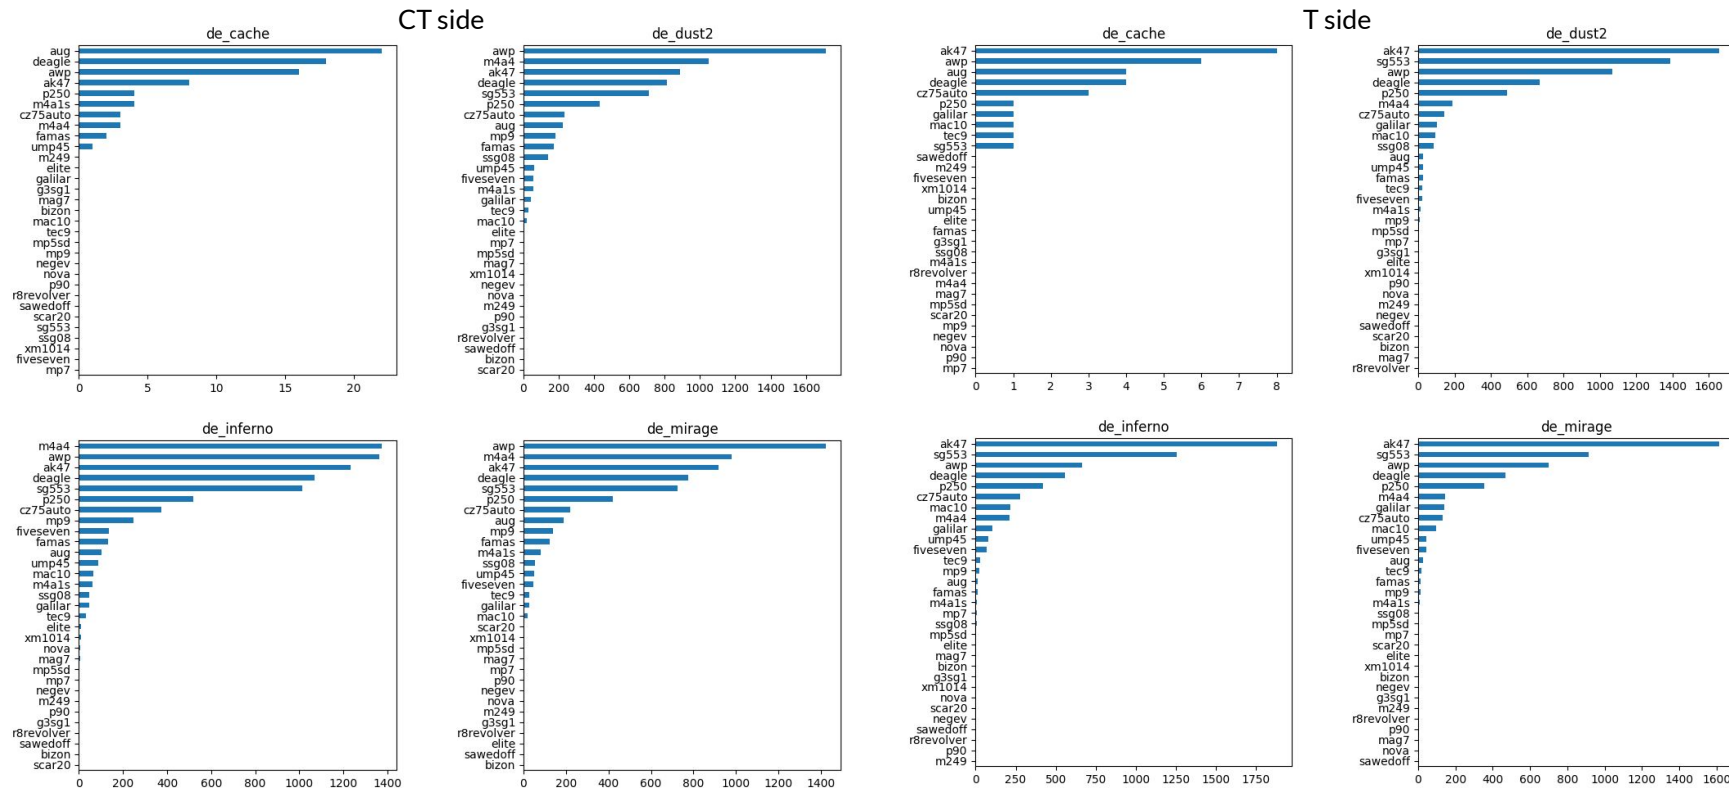 CT side
T side
de_cache
aug
deagle
awp
ak47
p250
m4a1s
cz75auto
m4a4
famas
ump45
m249
elite
galilar
g3sg1
mag7
bizon
mac10
tec9
mp5sd
mp9
negev
nova
p90
r8revolver
sawedoff
scar20
sg553
ssg08
xm1014
fiveseven
mp7
0 5 10 15 20
de_dust2
awp
m4a4
ak47
deagle
sg553
p250
cz75auto
aug
mp9
famas
ssg08
ump45
fiveseven
m4a1s
galilar
tec9
mac10
elite
mp7
mp5sd
mag7
xm1014
negev
nova
m249
p90
g3sg1
r8revolver
sawedoff
bizon
scar20
0 200 400 600 800 1000 1200 1400 1600
de_cache
ak47
awp
aug
deagle
cz75auto
p250
galilar
mac10
tec9
sg553
sawedoff
m249
fiveseven
xm1014
bizon
ump45
elite
famas
g3sg1
ssg08
m4a1s
r8revolver
m4a4
mag7
mp5sd
scar20
mp9
negev
nova
p90
mp7
0 1 2 3 4 5 6 7 8
de_dust2
ak47
sg553
awp
deagle
p250
m4a4
cz75auto
galilar
mac10
ssg08
aug
ump45
famas
tec9
fiveseven
m4a1s
mp9
mp5sd
mp7
g3sg1
elite
xm1014
p90
nova
m249
negev
sawedoff
scar20
bizon
mag7
r8revolver
0 200 400 600 800 1000 1200 1400 1600
de_inferno
m4a4
awp
ak47
deagle
sg553
p250
cz75auto
mp9
fiveseven
famas
aug
ump45
mac10
m4a1s
ssg08
galilar
tec9
elite
xm1014
nova
mag7
mp5sd
mp7
negev
m249
p90
g3sg1
r8revolver
sawedoff
bizon
scar20
0 200 400 600 800 1000 1200 1400
de_mirage
awp
m4a4
ak47
deagle
sg553
p250
cz75auto
aug
mp9
famas
m4a1s
ssg08
ump45
fiveseven
tec9
galilar
mac10
scar20
xm1014
mp5sd
mag7
mp7
p90
negev
nova
m249
g3sg1
r8revolver
elite
sawedoff
bizon
0 200 400 600 800 1000 1200 1400
de_inferno
ak47
sg553
awp
deagle
p250
cz75auto
mac10
m4a4
galilar
ump45
fiveseven
tec9
mp9
aug
famas
m4a1s
mp7
ssg08
mp5sd
elite
mag7
bizon
g3sg1
xm1014
nova
scar20
negev
sawedoff
r8revolver
p90
m249
0 250 500 750 1000 1250 1500 1750
de_mirage
ak47
sg553
awp
deagle
p250
m4a4
galilar
cz75auto
mac10
ump45
fiveseven
aug
tec9
famas
mp9
m4a1s
ssg08
mp5sd
mp7
scar20
elite
xm1014
bizon
negev
g3sg1
m249
r8revolver
p90
mag7
nova
sawedoff
0 200 400 600 800 1000 1200 1400 1600